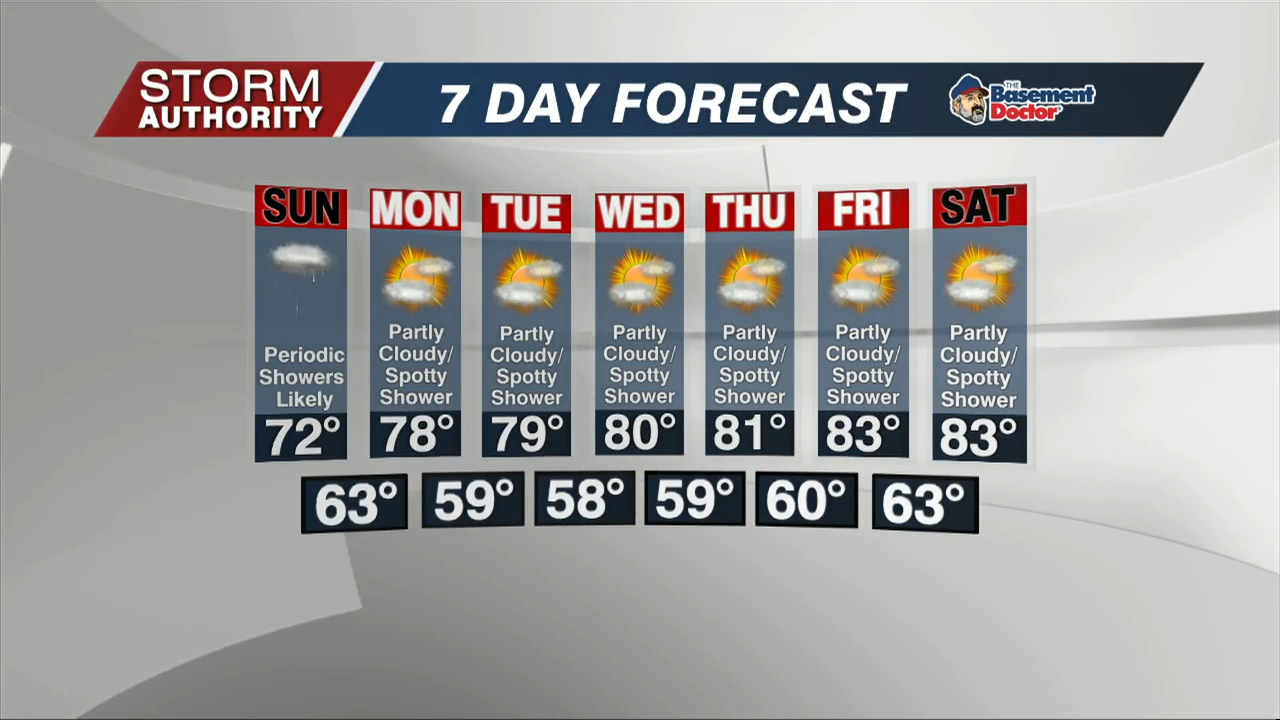 STORM
AUTHORITY
7 DAY FORECAST
THE
Basement
Doctor
SUN
MON
TUE
WED
THU
FRI
SAT
Periodic
Showers
Likely
Partly
Cloudy/
Spotty
Shower
Partly
Cloudy/
Spotty
Shower
Partly
Cloudy/
Spotty
Shower
Partly
Cloudy/
Spotty
Shower
Partly
Cloudy/
Spotty
Shower
Partly
Cloudy/
Spotty
Shower
72°
78°
79°
80°
81°
83°
83°
63°
59°
58°
59°
60°
63°